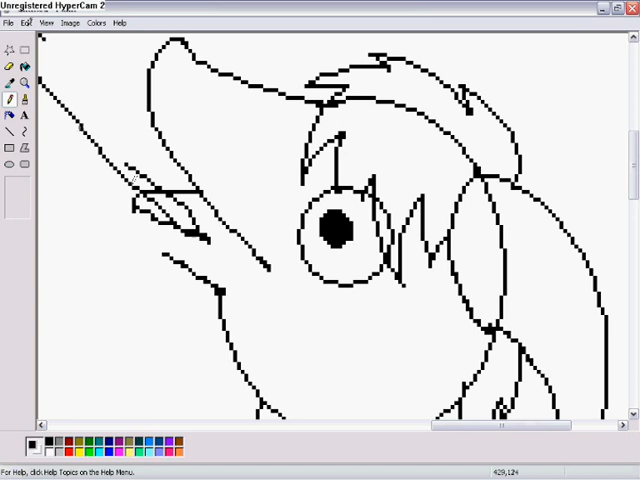 Unregistered HyperCam 2
File Edit View Image Colors Help
A
For Help, click Help Topics on the Help Menu.
429,124